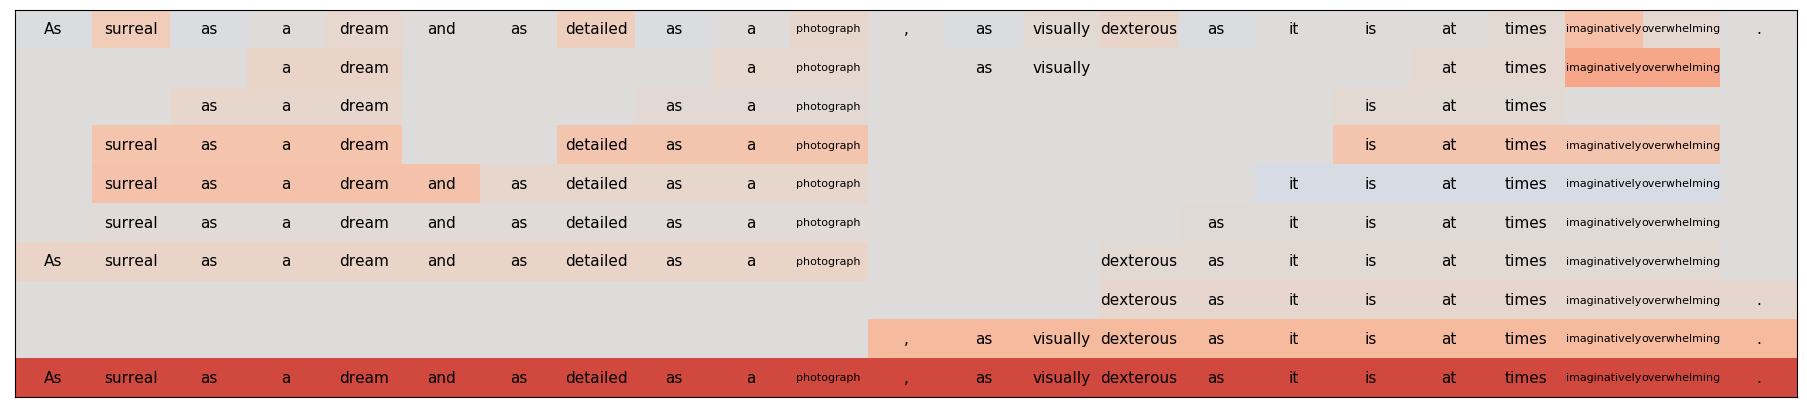 As surreal as a dream and as detailed as a photograph , as visually dexterous as it is at times imaginatively overwhelming .
a dream a photograph as visually at times imaginatively overwhelming
as a dream as a photograph is at times
surreal as a dream detailed as a photograph is at times imaginatively overwhelming
surreal as a dream and as detailed as a photograph it is at times imaginatively overwhelming
surreal as a dream and as detailed as a photograph as it is at times imaginatively overwhelming
As surreal as a dream and as detailed as a photograph dexterous as it is at times imaginatively overwhelming
dexterous as it is at times imaginatively overwhelming .
, as visually dexterous as it is at times imaginatively overwhelming .
As surreal as a dream and as detailed as a photograph , as visually dexterous as it is at times imaginatively overwhelming .